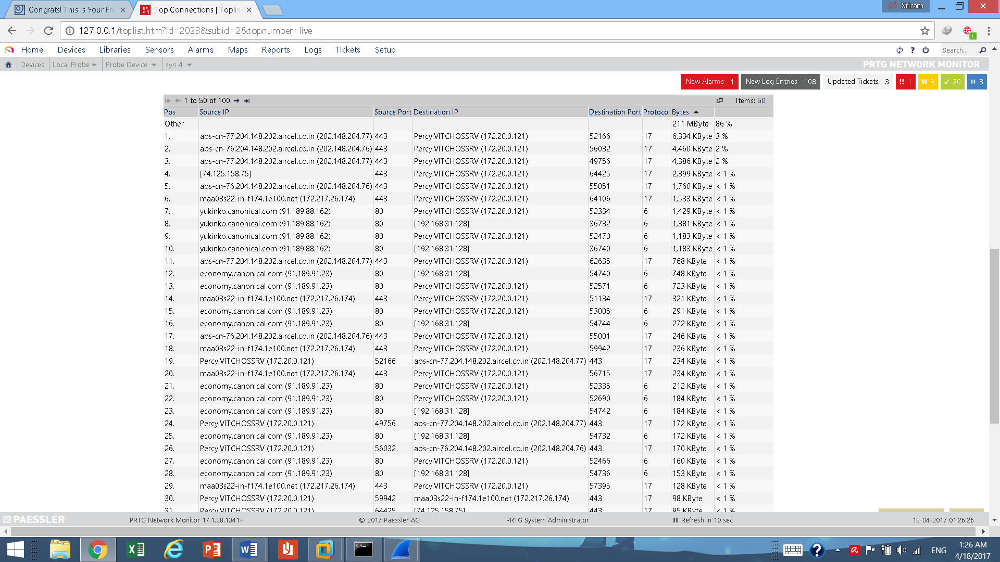 Congrats! This is Your Fre
Top Connections | Toplis
Sriram
127.0.0.1/toplist.htm?id=2023&subid=2&topnumber=live
1
Home Devices Libraries Sensors Alarms Maps Reports Logs Tickets Setup
? Search...
Devices Local Probe Probe Device syn 4
PRTG NETWORK MONITOR
New Alarms 1 New Log Entries 108 Updated Tickets 3 !! 1 W 5 20 3
1 to 50 of 100 Items: 50
Pos Source IP Source Port Destination IP Destination Port Protocol Bytes
Other 211 MByte 86 %
1. abs-cn-77.204.148.202.aircel.co.in (202.148.204.77) 443 Percy.VITCHOSSRV (172.20.0.121) 52166 17 6,334 KByte 3 %
2. abs-cn-76.204.148.202.aircel.co.in (202.148.204.76) 443 Percy.VITCHOSSRV (172.20.0.121) 56032 17 4,460 KByte 2 %
3. abs-cn-77.204.148.202.aircel.co.in (202.148.204.77) 443 Percy.VITCHOSSRV (172.20.0.121) 49756 17 4,386 KByte 2 %
4. [74.125.158.75] 443 Percy.VITCHOSSRV (172.20.0.121) 64425 17 2,399 KByte < 1 %
5. abs-cn-76.204.148.202.aircel.co.in (202.148.204.76) 443 Percy.VITCHOSSRV (172.20.0.121) 55051 17 1,760 KByte < 1 %
6. maa03s22-in-f174.1e100.net (172.217.26.174) 443 Percy.VITCHOSSRV (172.20.0.121) 64106 17 1,533 KByte < 1 %
7. yukinko.canonical.com (91.189.88.162) 80 Percy.VITCHOSSRV (172.20.0.121) 52334 6 1,429 KByte < 1 %
8. yukinko.canonical.com (91.189.88.162) 80 [192.168.31.128] 36732 6 1,381 KByte < 1 %
9. yukinko.canonical.com (91.189.88.162) 80 Percy.VITCHOSSRV (172.20.0.121) 52470 6 1,183 KByte < 1 %
10. yukinko.canonical.com (91.189.88.162) 80 [192.168.31.128] 36740 6 1,183 KByte < 1 %
11. abs-cn-77.204.148.202.aircel.co.in (202.148.204.77) 443 Percy.VITCHOSSRV (172.20.0.121) 62635 17 768 KByte < 1 %
12. economy.canonical.com (91.189.91.23) 80 [192.168.31.128] 54740 6 748 KByte < 1 %
13. economy.canonical.com (91.189.91.23) 80 Percy.VITCHOSSRV (172.20.0.121) 52571 6 723 KByte < 1 %
14. maa03s22-in-f174.1e100.net (172.217.26.174) 443 Percy.VITCHOSSRV (172.20.0.121) 51134 17 321 KByte < 1 %
15. economy.canonical.com (91.189.91.23) 80 Percy.VITCHOSSRV (172.20.0.121) 53005 6 291 KByte < 1 %
16. economy.canonical.com (91.189.91.23) 80 [192.168.31.128] 54744 6 272 KByte < 1 %
17. abs-cn-76.204.148.202.aircel.co.in (202.148.204.76) 443 Percy.VITCHOSSRV (172.20.0.121) 55001 17 246 KByte < 1 %
18. maa03s22-in-f174.1e100.net (172.217.26.174) 443 Percy.VITCHOSSRV (172.20.0.121) 59942 17 236 KByte < 1 %
19. Percy.VITCHOSSRV (172.20.0.121) 52166 abs-cn-77.204.148.202.aircel.co.in (202.148.204.77) 443 17 234 KByte < 1 %
20. maa03s22-in-f174.1e100.net (172.217.26.174) 443 Percy.VITCHOSSRV (172.20.0.121) 56715 17 234 KByte < 1 %
21. economy.canonical.com (91.189.91.23) 80 Percy.VITCHOSSRV (172.20.0.121) 52335 6 212 KByte < 1 %
22. economy.canonical.com (91.189.91.23) 80 Percy.VITCHOSSRV (172.20.0.121) 52690 6 184 KByte < 1 %
23. economy.canonical.com (91.189.91.23) 80 [192.168.31.128] 54742 6 184 KByte < 1 %
24. Percy.VITCHOSSRV (172.20.0.121) 49756 abs-cn-77.204.148.202.aircel.co.in (202.148.204.77) 443 17 172 KByte < 1 %
25. economy.canonical.com (91.189.91.23) 80 [192.168.31.128] 54732 6 172 KByte < 1 %
26. Percy.VITCHOSSRV (172.20.0.121) 56032 abs-cn-76.204.148.202.aircel.co.in (202.148.204.76) 443 17 170 KByte < 1 %
27. economy.canonical.com (91.189.91.23) 80 Percy.VITCHOSSRV (172.20.0.121) 52466 6 160 KByte < 1 %
28. economy.canonical.com (91.189.91.23) 80 [192.168.31.128] 54736 6 153 KByte < 1 %
29. maa03s22-in-f174.1e100.net (172.217.26.174) 443 Percy.VITCHOSSRV (172.20.0.121) 57395 17 128 KByte < 1 %
30. Percy.VITCHOSSRV (172.20.0.121) 59942 maa03s22-in-f174.1e100.net (172.217.26.174) 443 17 98 KByte < 1 %
31. Percy.VITCHOSSRV (172.20.0.121) 64425 [74.125.158.75] 443 17 95 KByte < 1 %
PAESSLER PRTG Network Monitor 17.1.28.1341+ © 2017 Paessler AG PRTG System Administrator Refresh in 10 sec 18-04-2017 01:26:26
ENG 1:26 AM
4/18/2017